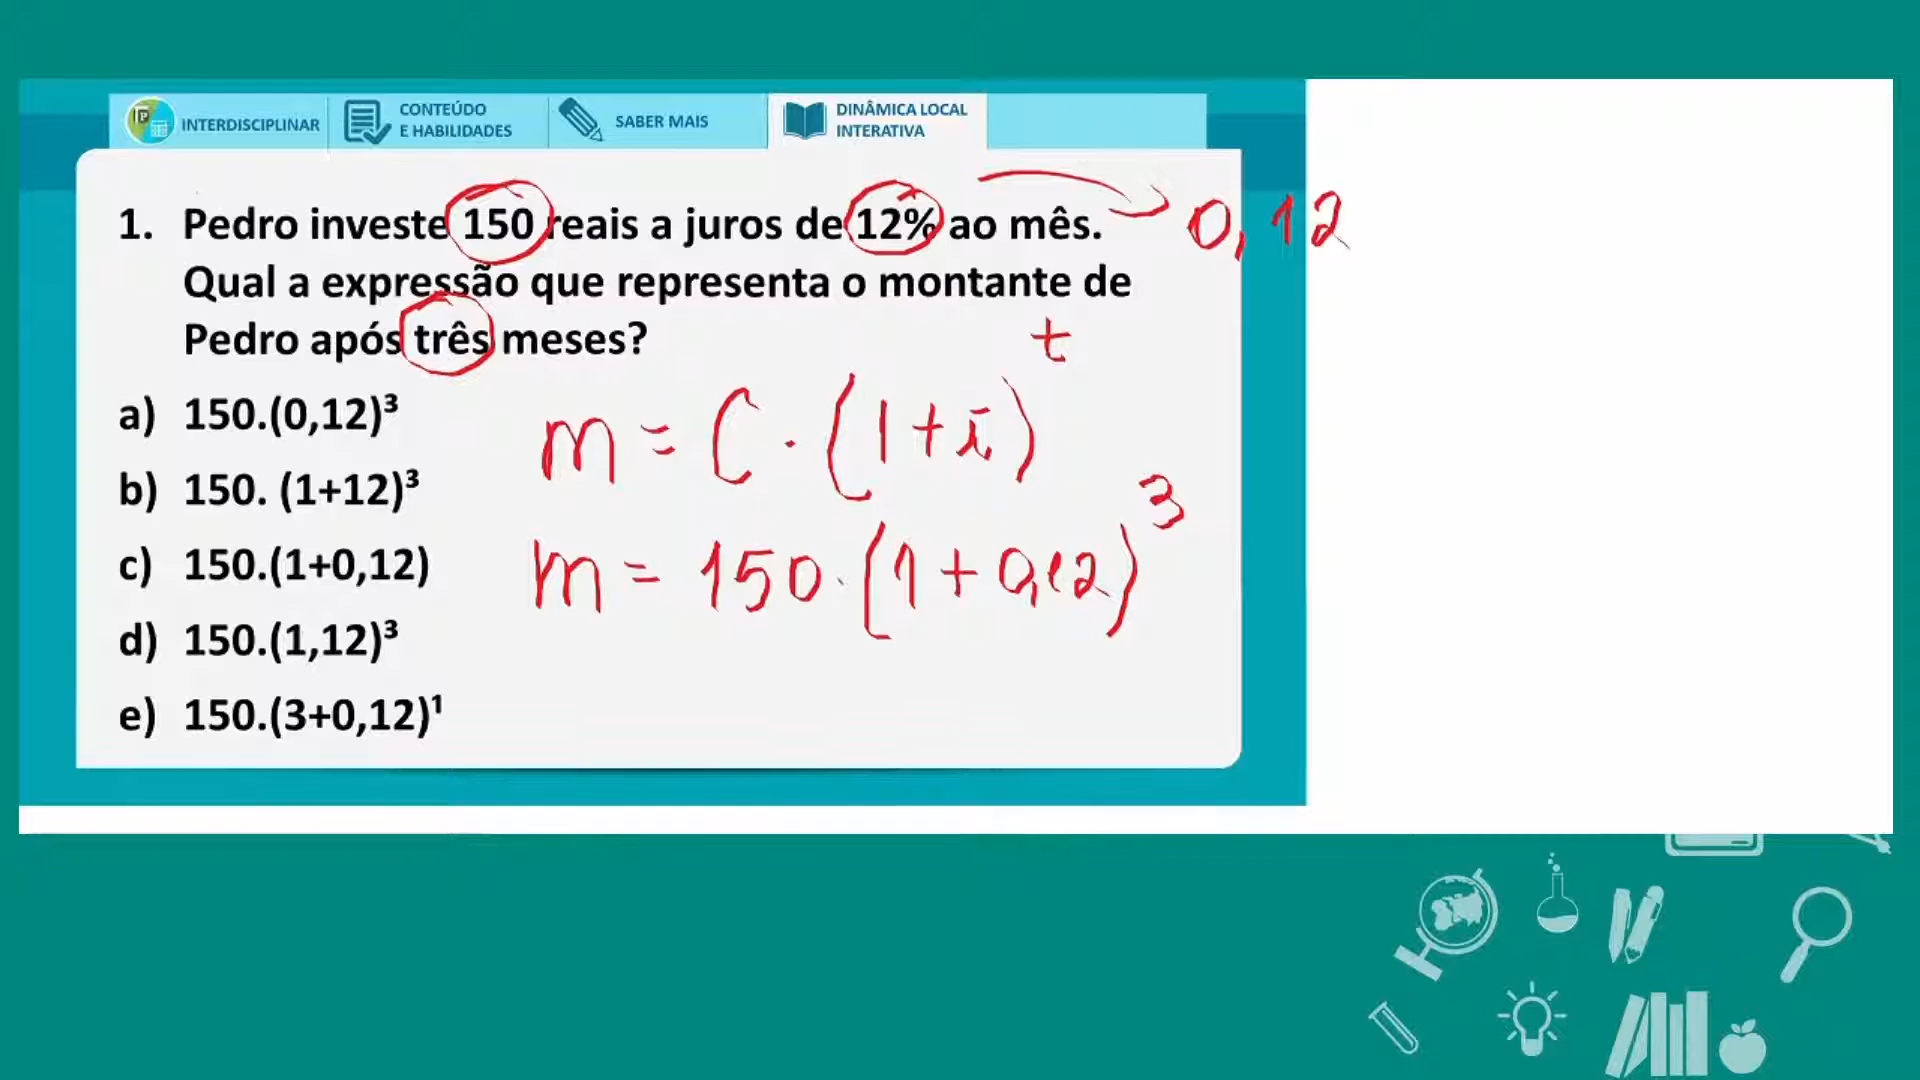 INTERDISCIPLINAR
CONTEÚDO
E HABILIDADES
SABER MAIS
DINÂMICA LOCAL
INTERATIVA
1. Pedro investe 150 reais a juros de 12% ao mês.
0,12
Qual a expressão que representa o montante de
Pedro após três meses?
a) 150.(0,12)³
m = C · (1+i)ᵗ
b) 150. (1+12)³
c) 150.(1+0,12)
m = 150 · (1+0,12)³
d) 150.(1,12)³
e) 150.(3+0,12)¹